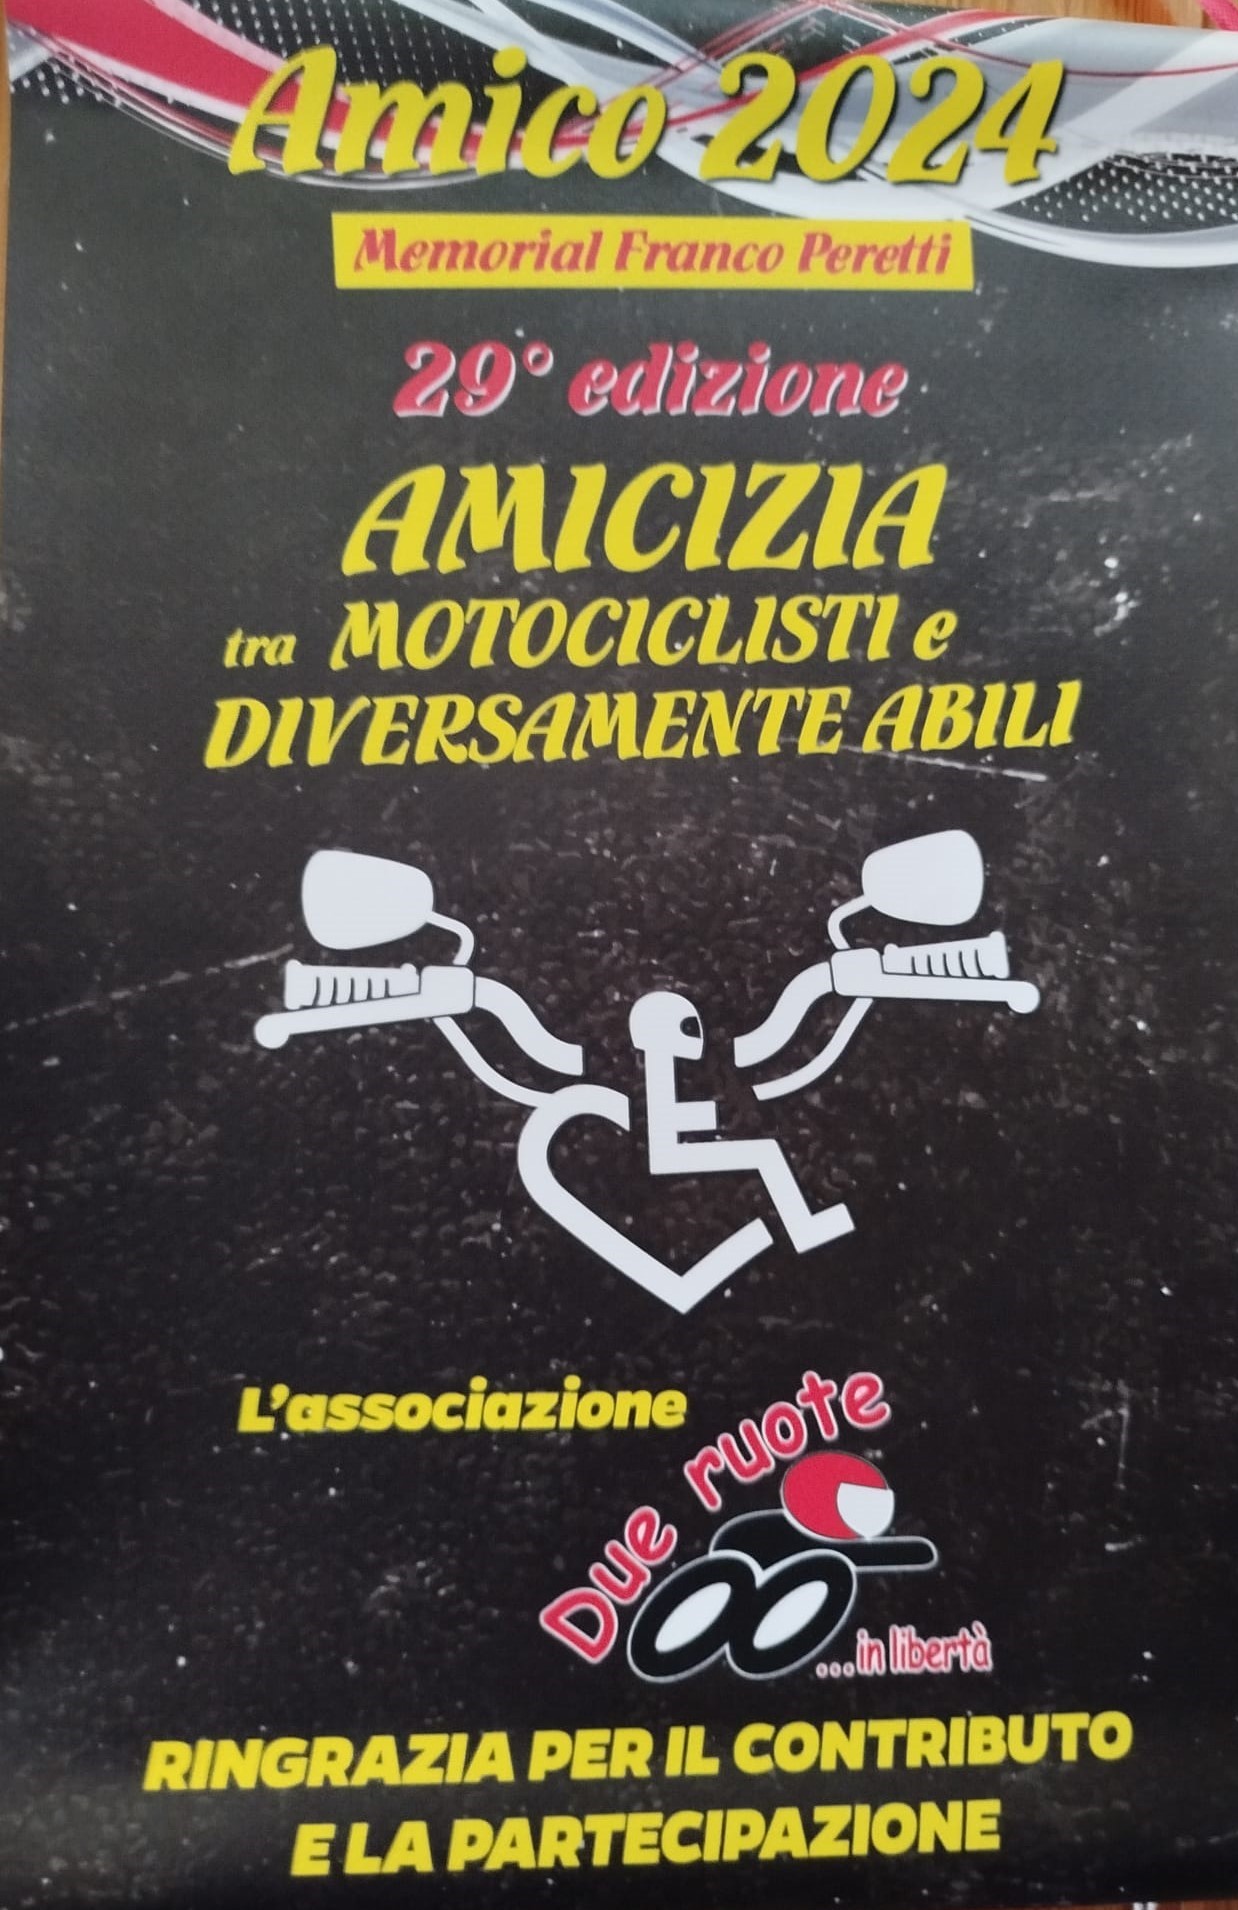 Amico 2024
Memorial Franco Peretti
29° edizione
AMICIZIA
tra MOTOCICLISTI e
DIVERSAMENTE ABILI
L'associazione
Due ruote
...in libertà
RINGRAZIA PER IL CONTRIBUTO
E LA PARTECIPAZIONE